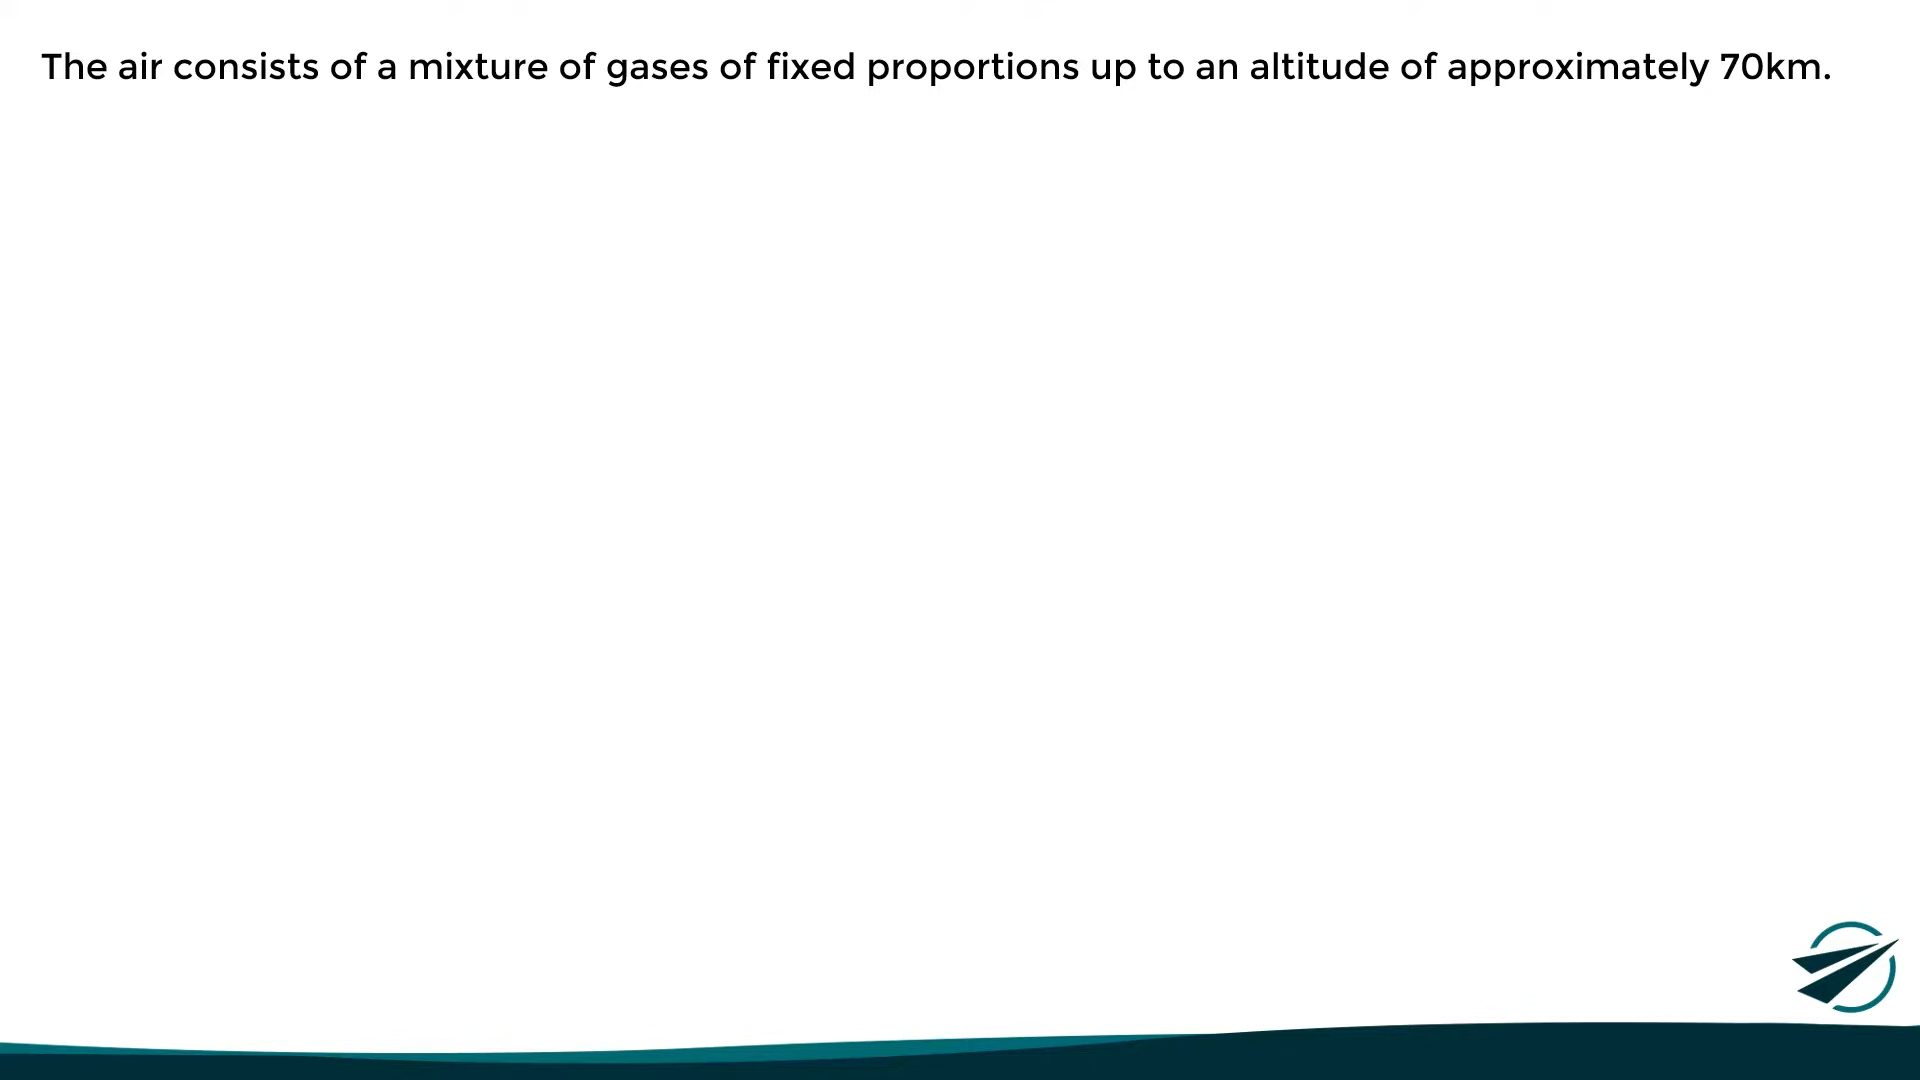 The air consists of a mixture of gases of fixed proportions up to an altitude of approximately 70km.